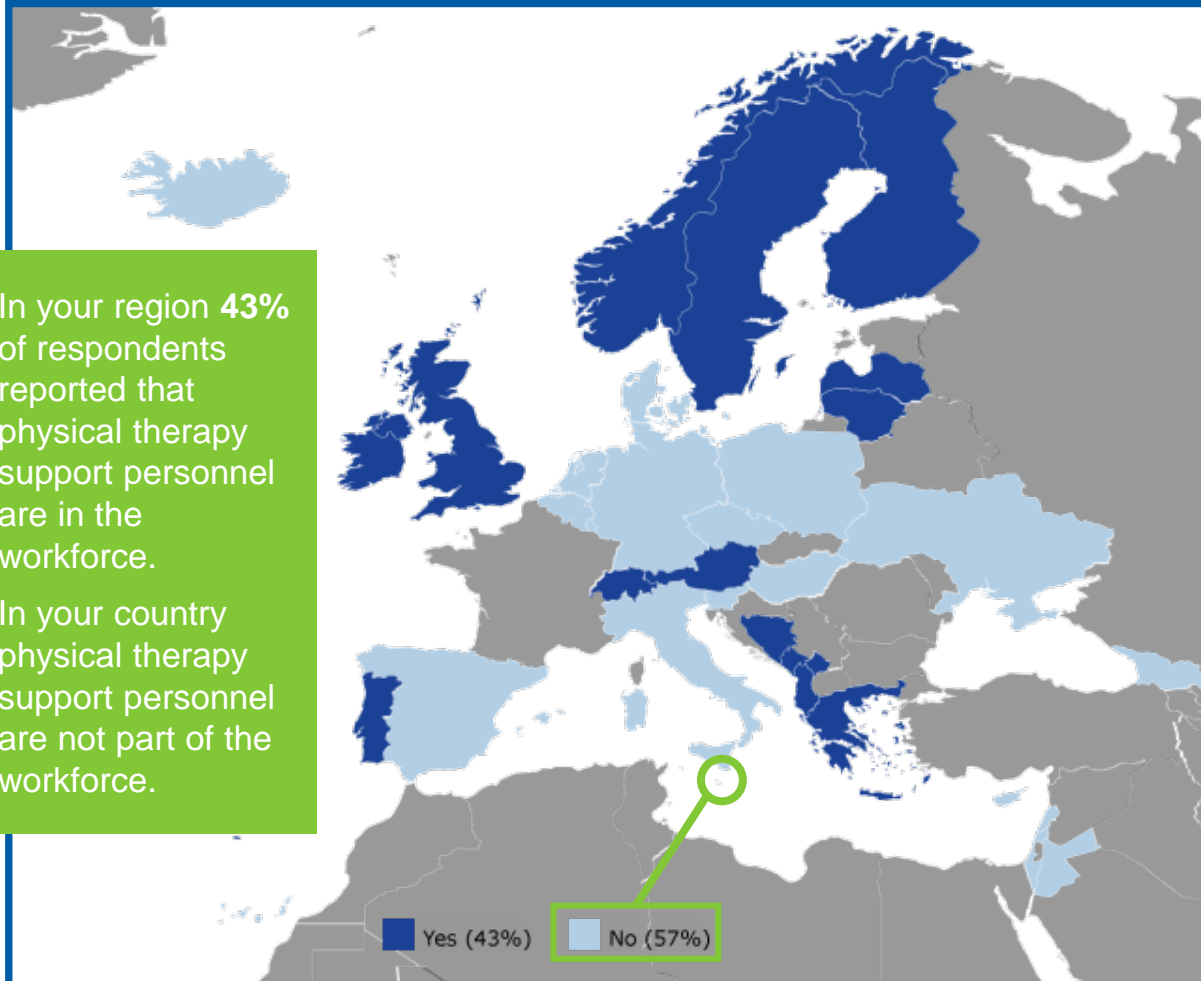 In your region 43%
of respondents
reported that
physical therapy
support personnel
are in the
workforce.
In your country
physical therapy
support personnel
are not part of the
workforce.
Yes (43%)
No (57%)